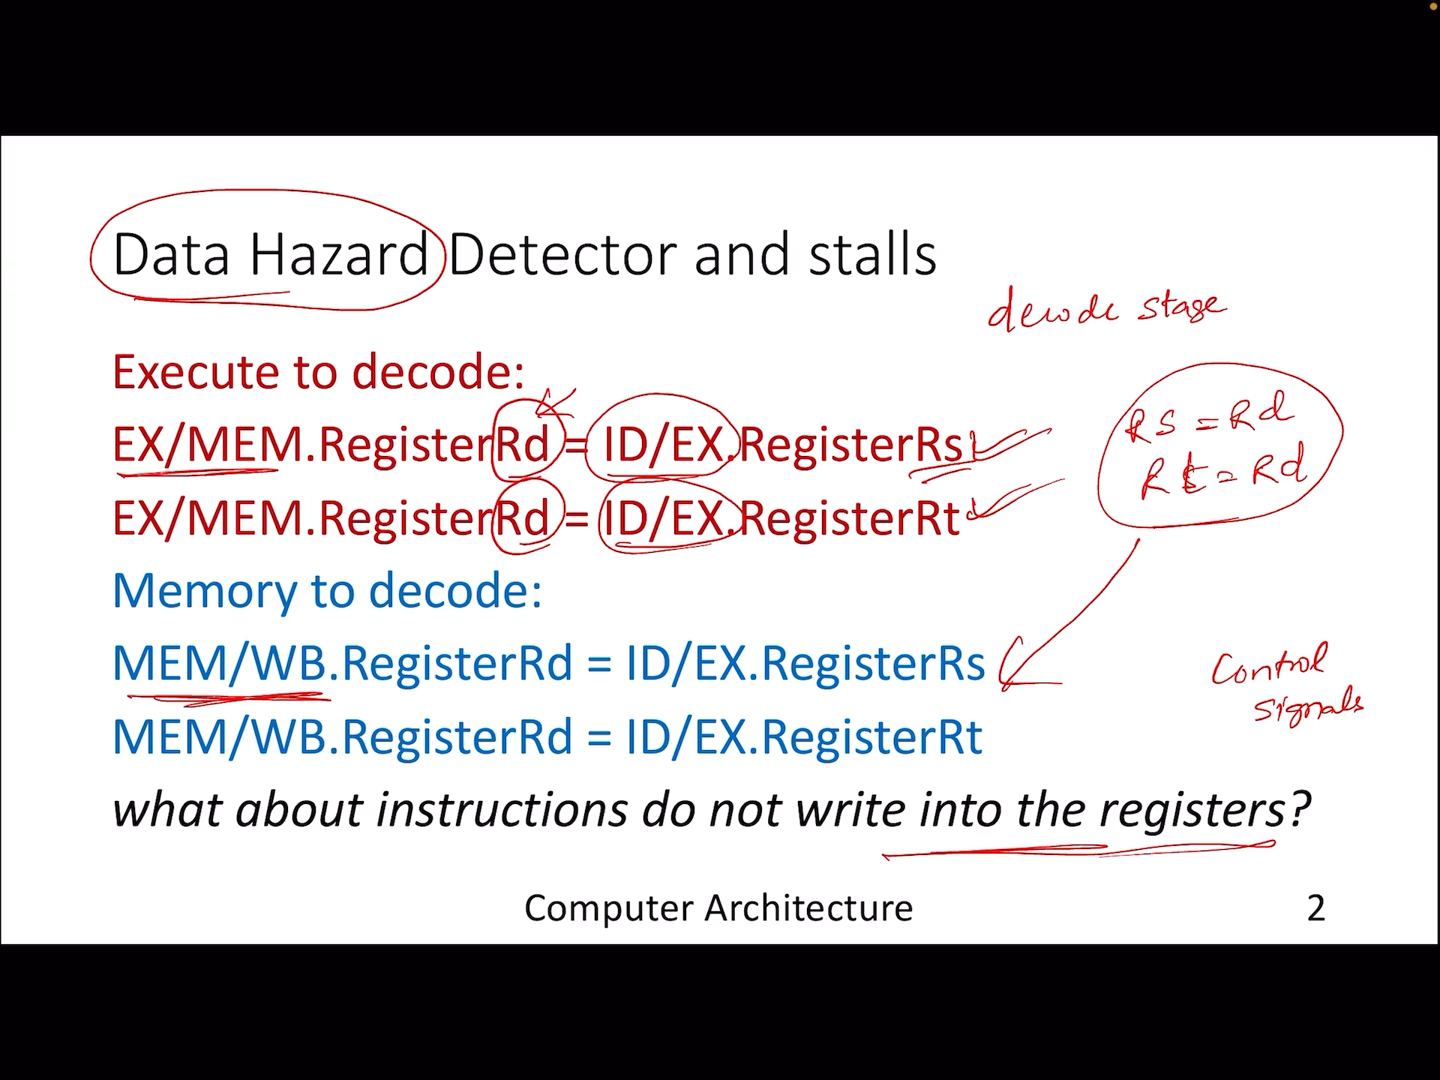 Data Hazard Detector and stalls
decode stage
Execute to decode:
EX/MEM.RegisterRd = ID/EX.RegisterRs
EX/MEM.RegisterRd = ID/EX.RegisterRt
Rs = Rd
Rt = Rd
Memory to decode:
MEM/WB.RegisterRd = ID/EX.RegisterRs
MEM/WB.RegisterRd = ID/EX.RegisterRt
Control
signals
what about instructions do not write into the registers?
Computer Architecture
2